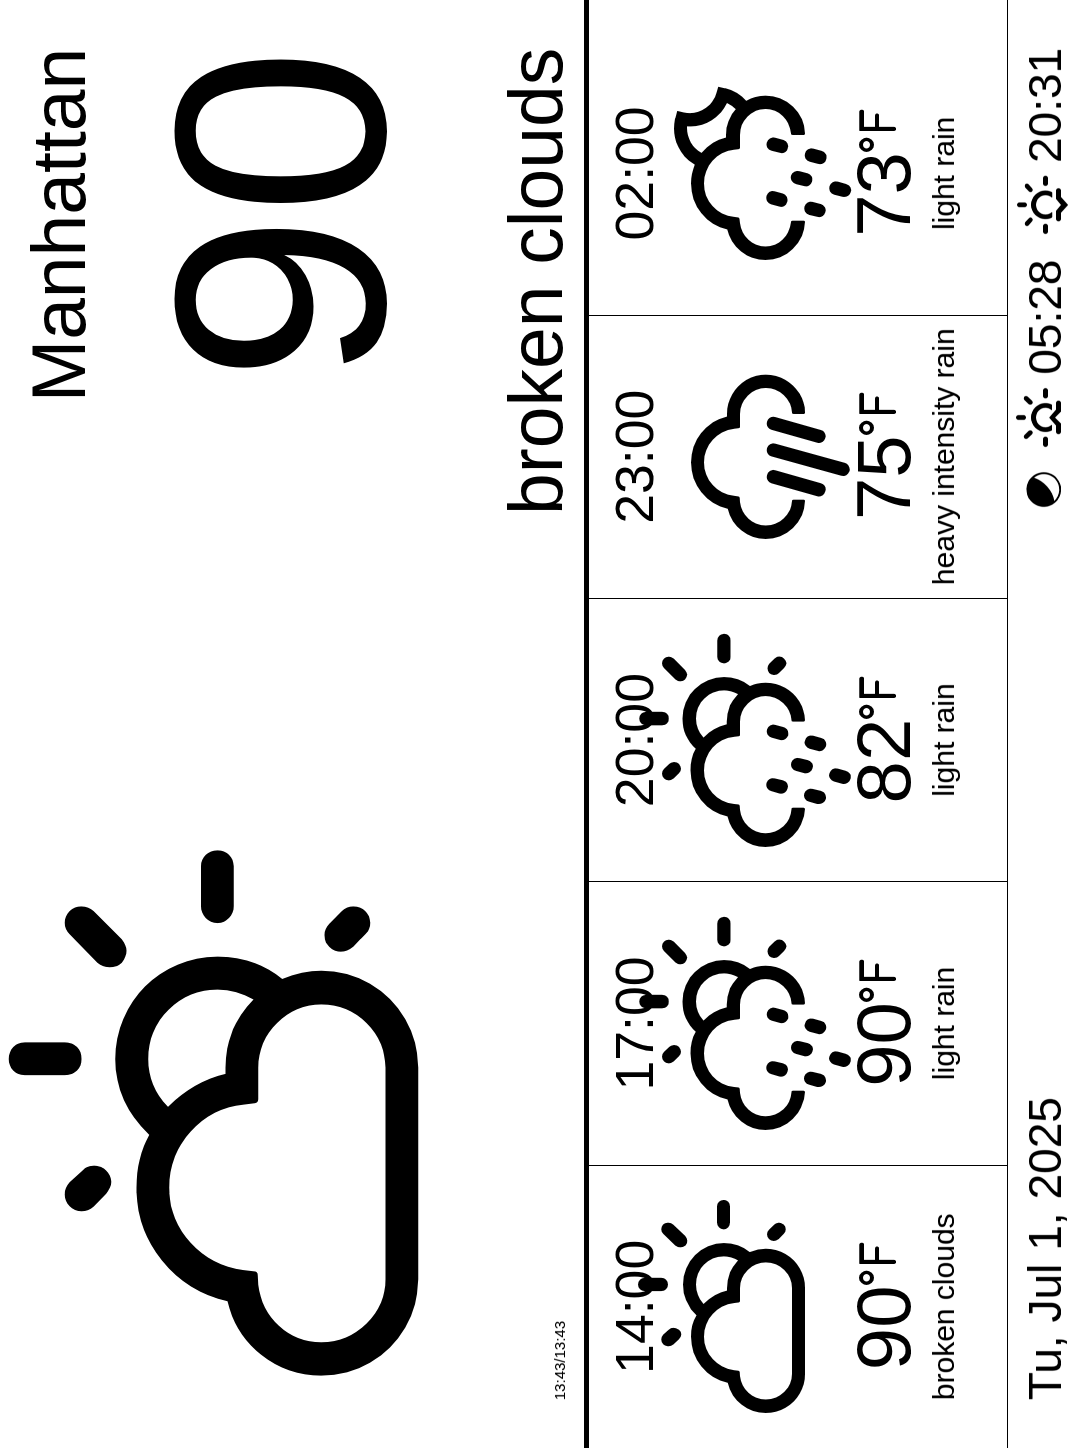 Manhattan
90
broken clouds
13:43/13:43
14:00
90°F
broken clouds
17:00
90°F
light rain
20:00
82°F
light rain
23:00
75°F
heavy intensity rain
02:00
73°F
light rain
Tu, Jul 1, 2025
05:28
20:31